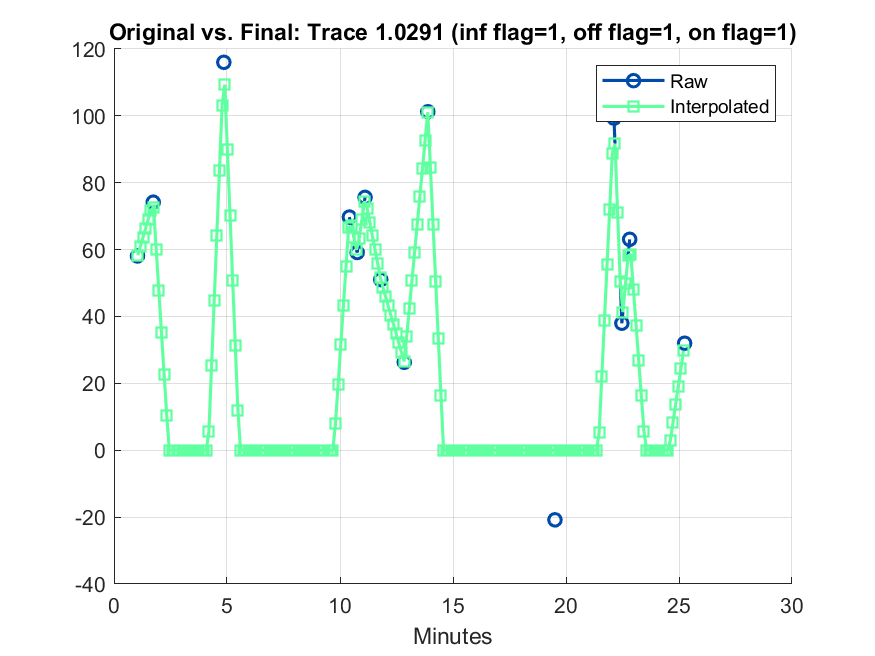 Original vs. Final: Trace 1.0291 (inf flag=1, off flag=1, on flag=1)
120
100
80
60
40
20
0
-20
-40
Raw
Interpolated
0 5 10 15 20 25 30
Minutes